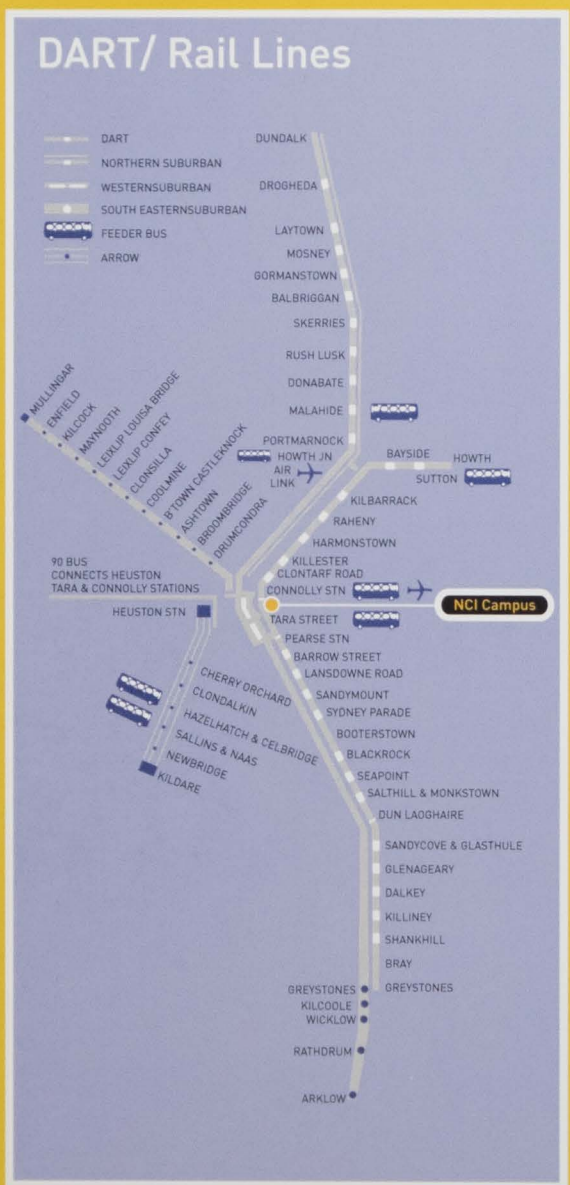 DART/ Rail Lines
DART
NORTHERN SUBURBAN
WESTERNSUBURBAN
SOUTH EASTERNSUBURBAN
FEEDER BUS
ARROW
DUNDALK
DROGHEDA
LAYTOWN
MOSNEY
GORMANSTOWN
BALBRIGGAN
SKERRIES
RUSH LUSK
DONABATE
MALAHIDE
PORTMARNOCK
HOWTH JN
AIR
LINK
BAYSIDE
HOWTH
SUTTON
KILBARRACK
RAHENY
HARMONSTOWN
KILLESTER
CLONTARF ROAD
CONNOLLY STN
NCI Campus
MULLINGAR
ENFIELD
KILCOCK
MAYNOOTH
LEIXLIP LOUISA BRIDGE
LEIXLIP CONFEY
CLONSILLA
COOLMINE
B'TOWN CASTLEKNOCK
ASHTOWN
BROOMBRIDGE
DRUMCONDRA
90 BUS
CONNECTS HEUSTON
TARA & CONNOLLY STATIONS
HEUSTON STN
CHERRY ORCHARD
CLONDALKIN
HAZELHATCH & CELBRIDGE
SALLINS & NAAS
NEWBRIDGE
KILDARE
TARA STREET
PEARSE STN
BARROW STREET
LANSDOWNE ROAD
SANDYMOUNT
SYDNEY PARADE
BOOTERSTOWN
BLACKROCK
SEAPOINT
SALTHILL & MONKSTOWN
DUN LAOGHAIRE
SANDYCOVE & GLASTHULE
GLENAGEARY
DALKEY
KILLINEY
SHANKHILL
BRAY
GREYSTONES
GREYSTONES
KILCOOLE
WICKLOW
RATHDRUM
ARKLOW